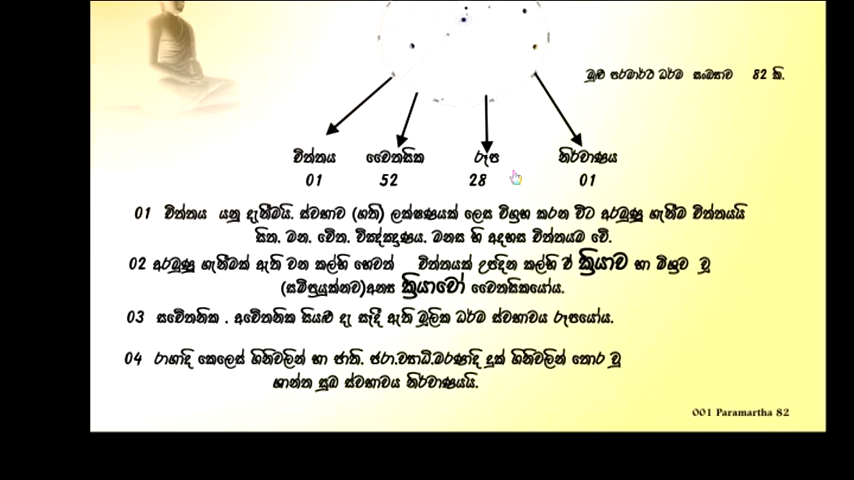 මුළු පරමාර්ථ ධර්ම සංඛ්‍යාව 82 කි.
චිත්තය චෛතසික රූප නිර්වාණය
01 52 28 01
01 චිත්තය යනු දැනීමයි. ස්වභාව (ගති) ලක්ෂණයක් ලෙස විග්‍රහ කරන විට අරමුණු ගැනීම චිත්තයයි
සිත. මන. චේත. විඤ්ඤණය. මනස හි අදහස චිත්තයම වේ.
02 අරමුණු ගැනීමක් ඇති වන කල්හි හෙවත් චිත්තයක් උපදින කල්හි ඒ ක්‍රියාව හා මිශ්‍රව වූ
(සම්ප්‍රයුක්තව)අන්‍ය ක්‍රියාවෝ චෛතසිකයෝය.
03 සචේතනික . අචේතනික සියළු දැ සෑදී ඇති මූලික ධර්ම ස්වභාවය රූපයෝය.
04 රාගාදි කෙලෙස් ගිනිවලින් හා ජාති. ජරා.ව්‍යාධි.මරණාදි දුක් ගිනිවලින් තොර වූ
ශාන්ත සුඛ ස්වභාවය නිර්වාණයයි.
001 Paramartha 82